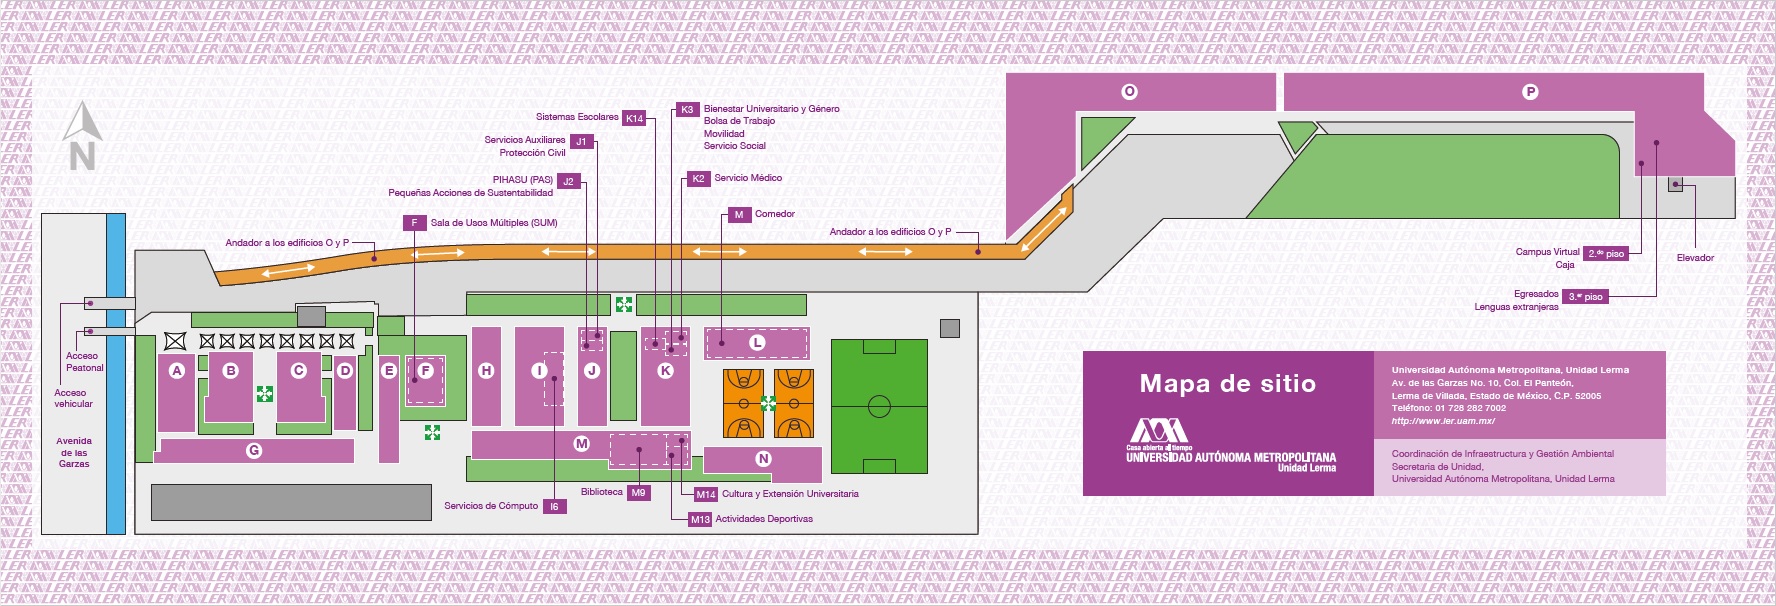 N
Sistemas Escolares K14
Servicios Auxiliares J1
Protección Civil
PIHASU (PAS) J2
Pequeñas Acciones de Sustentabilidad
F Sala de Usos Múltiples (SUM)
K3 Bienestar Universitario y Género
Bolsa de Trabajo
Movilidad
Servicio Social
K2 Servicio Médico
M Comedor
Andador a los edificios O y P
Andador a los edificios O y P
O
P
Campus Virtual 2.do piso
Caja
Elevador
Egresados 3.er piso
Lenguas extranjeras
Acceso
Peatonal
Acceso
vehicular
Avenida
de las
Garzas
A
B
C
D
E
F
G
H
I
J
K
L
M
N
Servicios de Cómputo I6
Biblioteca M9
M14 Cultura y Extensión Universitaria
M13 Actividades Deportivas
Mapa de sitio
Casa abierta al tiempo
UNIVERSIDAD AUTÓNOMA METROPOLITANA
Unidad Lerma
Universidad Autónoma Metropolitana, Unidad Lerma
Av. de las Garzas No. 10, Col. El Panteón,
Lerma de Villada, Estado de México, C.P. 52005
Teléfono: 01 728 282 7002
http://www.ler.uam.mx/
Coordinación de Infraestructura y Gestión Ambiental
Secretaria de Unidad,
Universidad Autónoma Metropolitana, Unidad Lerma